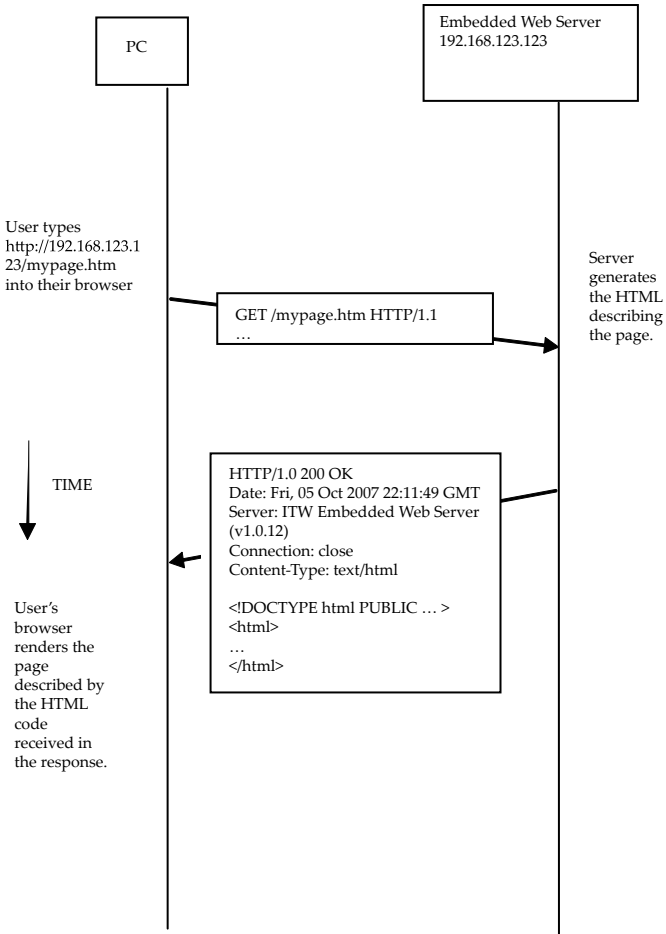 PC
Embedded Web Server
192.168.123.123
User types
http://192.168.123.1
23/mypage.htm
into their browser
Server
generates
the HTML
describing
the page.
GET /mypage.htm HTTP/1.1
…
TIME
HTTP/1.0 200 OK
Date: Fri, 05 Oct 2007 22:11:49 GMT
Server: ITW Embedded Web Server
(v1.0.12)
Connection: close
Content-Type: text/html
<!DOCTYPE html PUBLIC … >
<html>
…
</html>
User's
browser
renders the
page
described by
the HTML
code
received in
the response.